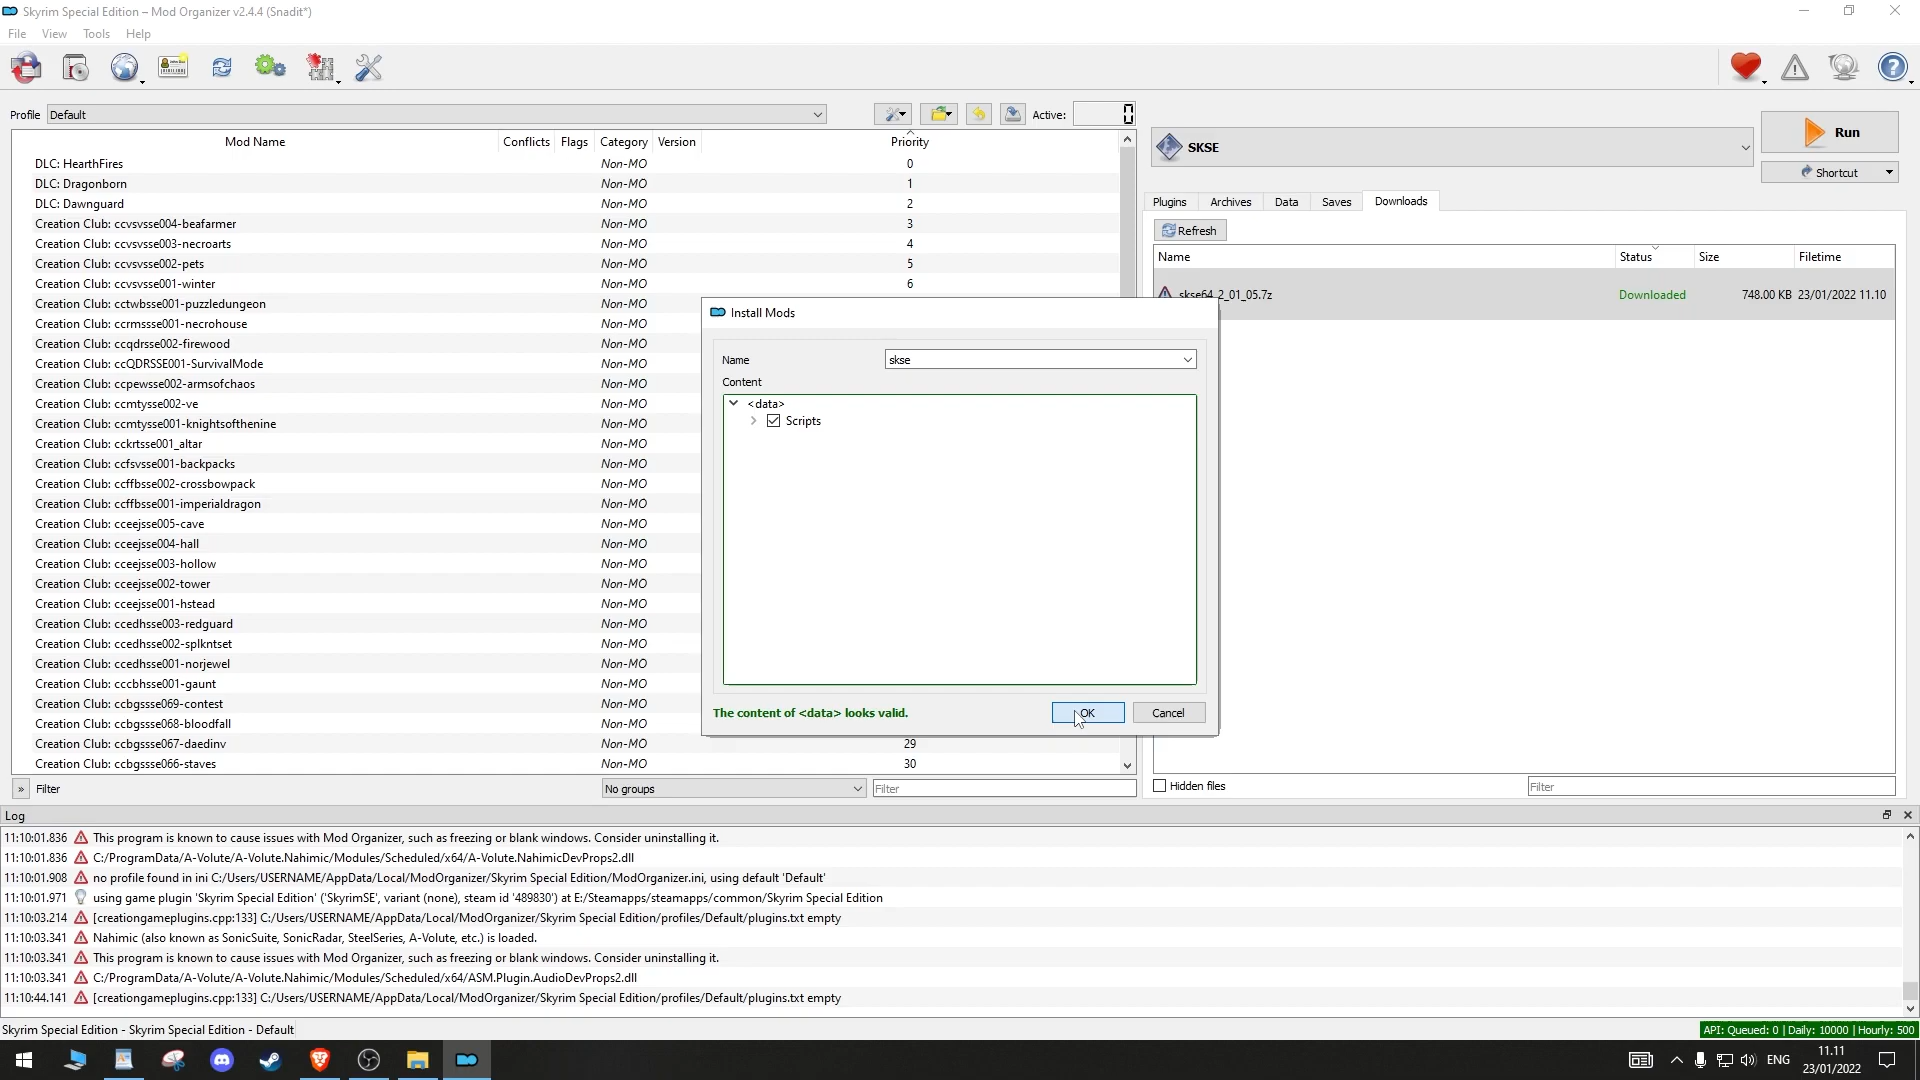 Skyrim Special Edition – Mod Organizer v2.4.4 (Snadit*)
File View Tools Help
Profile Default Active: 0
Mod Name Conflicts Flags Category Version Priority
DLC: HearthFires Non-MO 0
DLC: Dragonborn Non-MO 1
DLC: Dawnguard Non-MO 2
Creation Club: ccvsvsse004-beafarmer Non-MO 3
Creation Club: ccvsvsse003-necroarts Non-MO 4
Creation Club: ccvsvsse002-pets Non-MO 5
Creation Club: ccvsvsse001-winter Non-MO 6
Creation Club: cctwbsse001-puzzledungeon Non-MO
Creation Club: ccrmssse001-necrohouse Non-MO
Creation Club: ccqdrsse002-firewood Non-MO
Creation Club: ccQDRSSE001-SurvivalMode Non-MO
Creation Club: ccpewsse002-armsofchaos Non-MO
Creation Club: ccmtysse002-ve Non-MO
Creation Club: ccmtysse001-knightsofthenine Non-MO
Creation Club: cckrtsse001_altar Non-MO
Creation Club: ccfsvsse001-backpacks Non-MO
Creation Club: ccffbsse002-crossbowpack Non-MO
Creation Club: ccffbsse001-imperialdragon Non-MO
Creation Club: cceejsse005-cave Non-MO
Creation Club: cceejsse004-hall Non-MO
Creation Club: cceejsse003-hollow Non-MO
Creation Club: cceejsse002-tower Non-MO
Creation Club: cceejsse001-hstead Non-MO
Creation Club: ccedhsse003-redguard Non-MO
Creation Club: ccedhsse002-splkntset Non-MO
Creation Club: ccedhsse001-norjewel Non-MO
Creation Club: cccbhsse001-gaunt Non-MO
Creation Club: ccbgssse069-contest Non-MO
Creation Club: ccbgssse068-bloodfall Non-MO
Creation Club: ccbgssse067-daedinv Non-MO 29
Creation Club: ccbgssse066-staves Non-MO 30
» Filter No groups Filter
SKSE
Run
Shortcut
Plugins Archives Data Saves Downloads
Refresh
Name Status Size Filetime
skse64_2_01_05.7z Downloaded 748.00 KB 23/01/2022 11.10
Hidden files Filter
Install Mods
Name skse
Content
<data>
Scripts
The content of <data> looks valid. OK Cancel
Log
11:10:01.836 This program is known to cause issues with Mod Organizer, such as freezing or blank windows. Consider uninstalling it.
11:10:01.836 C:/ProgramData/A-Volute/A-Volute.Nahimic/Modules/Scheduled/x64/A-Volute.NahimicDevProps2.dll
11:10:01.908 no profile found in ini C:/Users/USERNAME/AppData/Local/ModOrganizer/Skyrim Special Edition/ModOrganizer.ini, using default 'Default'
11:10:01.971 using game plugin 'Skyrim Special Edition' ('SkyrimSE', variant (none), steam id '489830') at E:/Steamapps/steamapps/common/Skyrim Special Edition
11:10:03.214 [creationgameplugins.cpp:133] C:/Users/USERNAME/AppData/Local/ModOrganizer/Skyrim Special Edition/profiles/Default/plugins.txt empty
11:10:03.341 Nahimic (also known as SonicSuite, SonicRadar, SteelSeries, A-Volute, etc.) is loaded.
11:10:03.341 This program is known to cause issues with Mod Organizer, such as freezing or blank windows. Consider uninstalling it.
11:10:03.341 C:/ProgramData/A-Volute/A-Volute.Nahimic/Modules/Scheduled/x64/ASM.Plugin.AudioDevProps2.dll
11:10:44.141 [creationgameplugins.cpp:133] C:/Users/USERNAME/AppData/Local/ModOrganizer/Skyrim Special Edition/profiles/Default/plugins.txt empty
Skyrim Special Edition - Skyrim Special Edition - Default API: Queued: 0 | Daily: 10000 | Hourly: 500
ENG 11.11
23/01/2022